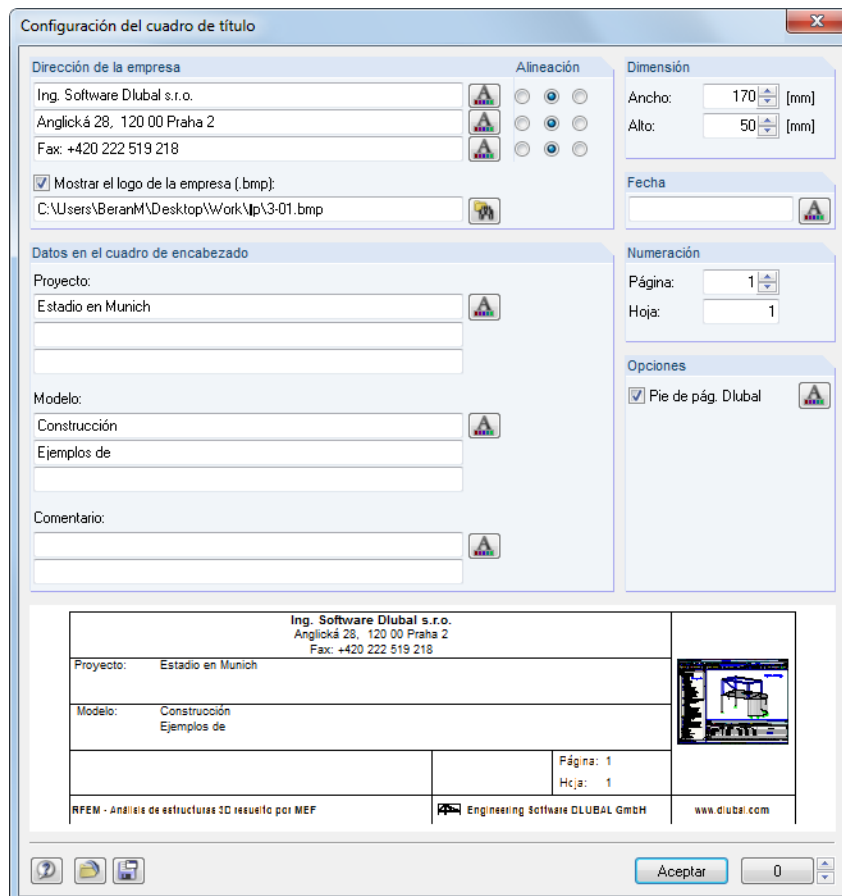 Configuración del cuadro de título
Dirección de la empresa
Alineación
Ing. Software Dlubal s.r.o.
Anglická 28, 120 00 Praha 2
Fax: +420 222 519 218
Mostrar el logo de la empresa (.bmp):
C:\Users\BeranM\Desktop\Work\lp\3-01.bmp
Dimensión
Ancho: 170 [mm]
Alto: 50 [mm]
Fecha
Datos en el cuadro de encabezado
Proyecto:
Estadio en Munich
Modelo:
Construcción
Ejemplos de
Comentario:
Numeración
Página: 1
Hoja: 1
Opciones
Pie de pág. Dlubal
Ing. Software Dlubal s.r.o.
Anglická 28, 120 00 Praha 2
Fax: +420 222 519 218
Proyecto: Estadio en Munich
Modelo: Construcción
Ejemplos de
Página: 1
Hoja: 1
RFEM - Análisis de estructuras 3D resuelto por MEF
Engineering Software DLUBAL GmbH
www.dlubal.com
Aceptar
0